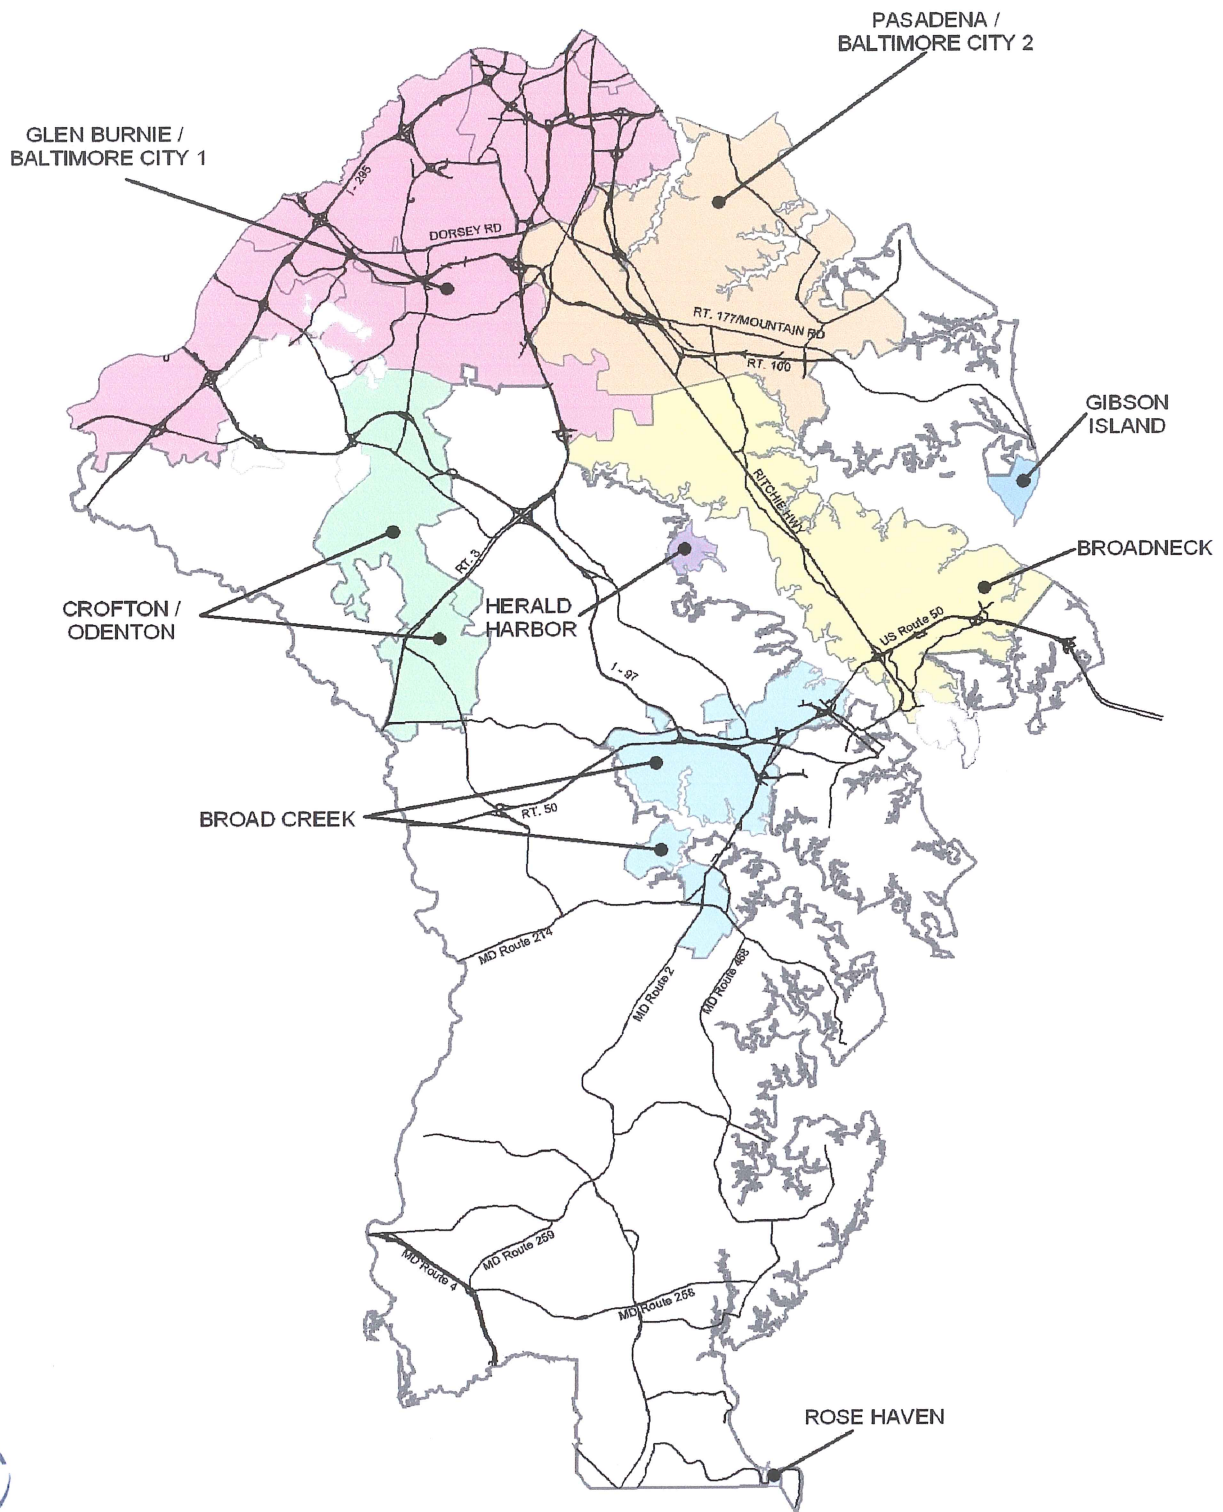 PASADENA /
BALTIMORE CITY 2
GLEN BURNIE /
BALTIMORE CITY 1
I - 295
DORSEY RD
RT. 177/MOUNTAIN RD
RT. 100
GIBSON
ISLAND
RITCHIE HWY
BROADNECK
RT. 3
HERALD
HARBOR
CROFTON /
ODENTON
US Route 50
I - 97
BROAD CREEK
RT. 50
MD Route 214
MD Route 2
MD Route 468
MD Route 259
MD Route 4
MD Route 258
ROSE HAVEN